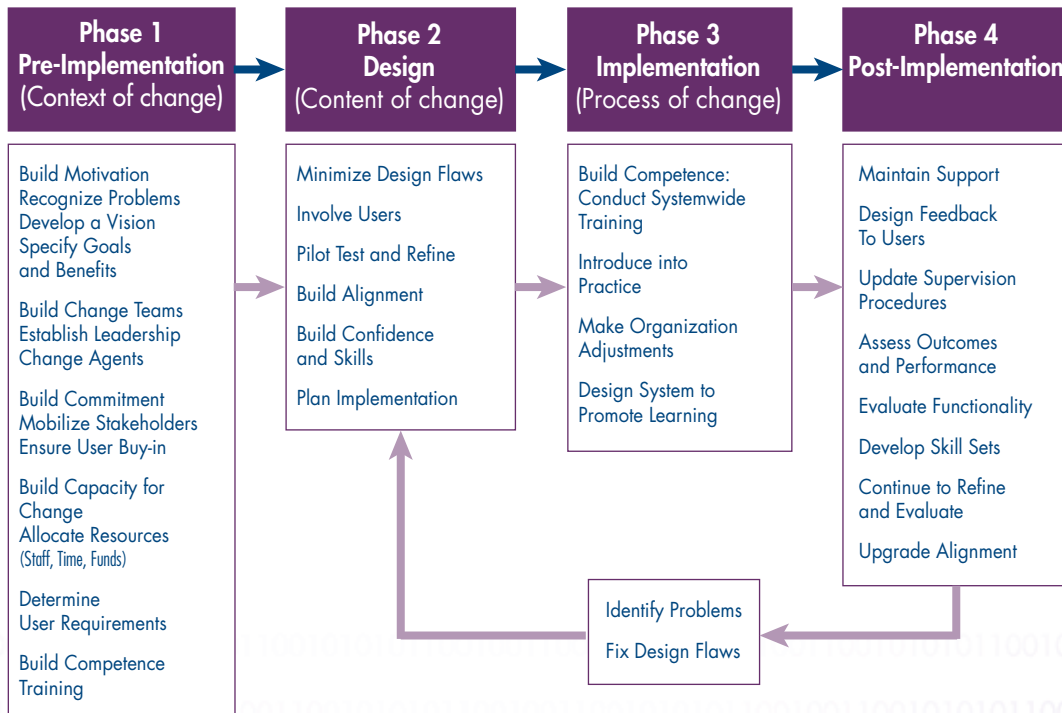 Phase 1
Pre-Implementation
(Context of change)
Phase 2
Design
(Content of change)
Phase 3
Implementation
(Process of change)
Phase 4
Post-Implementation
Build Motivation
Recognize Problems
Develop a Vision
Specify Goals
and Benefits
Build Change Teams
Establish Leadership
Change Agents
Build Commitment
Mobilize Stakeholders
Ensure User Buy-in
Build Capacity for
Change
Allocate Resources
(Staff, Time, Funds)
Determine
User Requirements
Build Competence
Training
Minimize Design Flaws
Involve Users
Pilot Test and Refine
Build Alignment
Build Confidence
and Skills
Plan Implementation
Build Competence:
Conduct Systemwide
Training
Introduce into
Practice
Make Organization
Adjustments
Design System to
Promote Learning
Maintain Support
Design Feedback
To Users
Update Supervision
Procedures
Assess Outcomes
and Performance
Evaluate Functionality
Develop Skill Sets
Continue to Refine
and Evaluate
Upgrade Alignment
Identify Problems
Fix Design Flaws